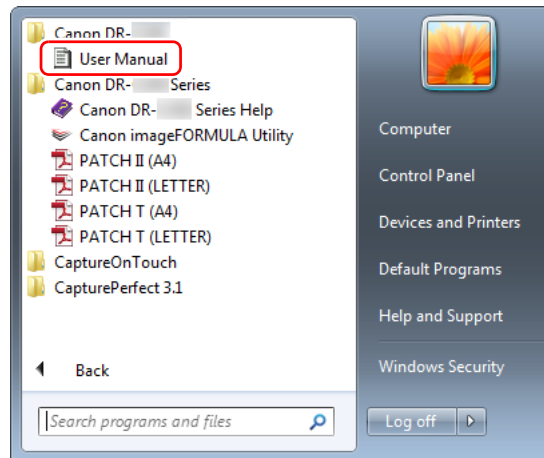 Canon DR-
User Manual
Canon DR- Series
Canon DR- Series Help
Canon imageFORMULA Utility
PATCH II (A4)
PATCH II (LETTER)
PATCH T (A4)
PATCH T (LETTER)
CaptureOnTouch
CapturePerfect 3.1
Back
Search programs and files
Computer
Control Panel
Devices and Printers
Default Programs
Help and Support
Windows Security
Log off